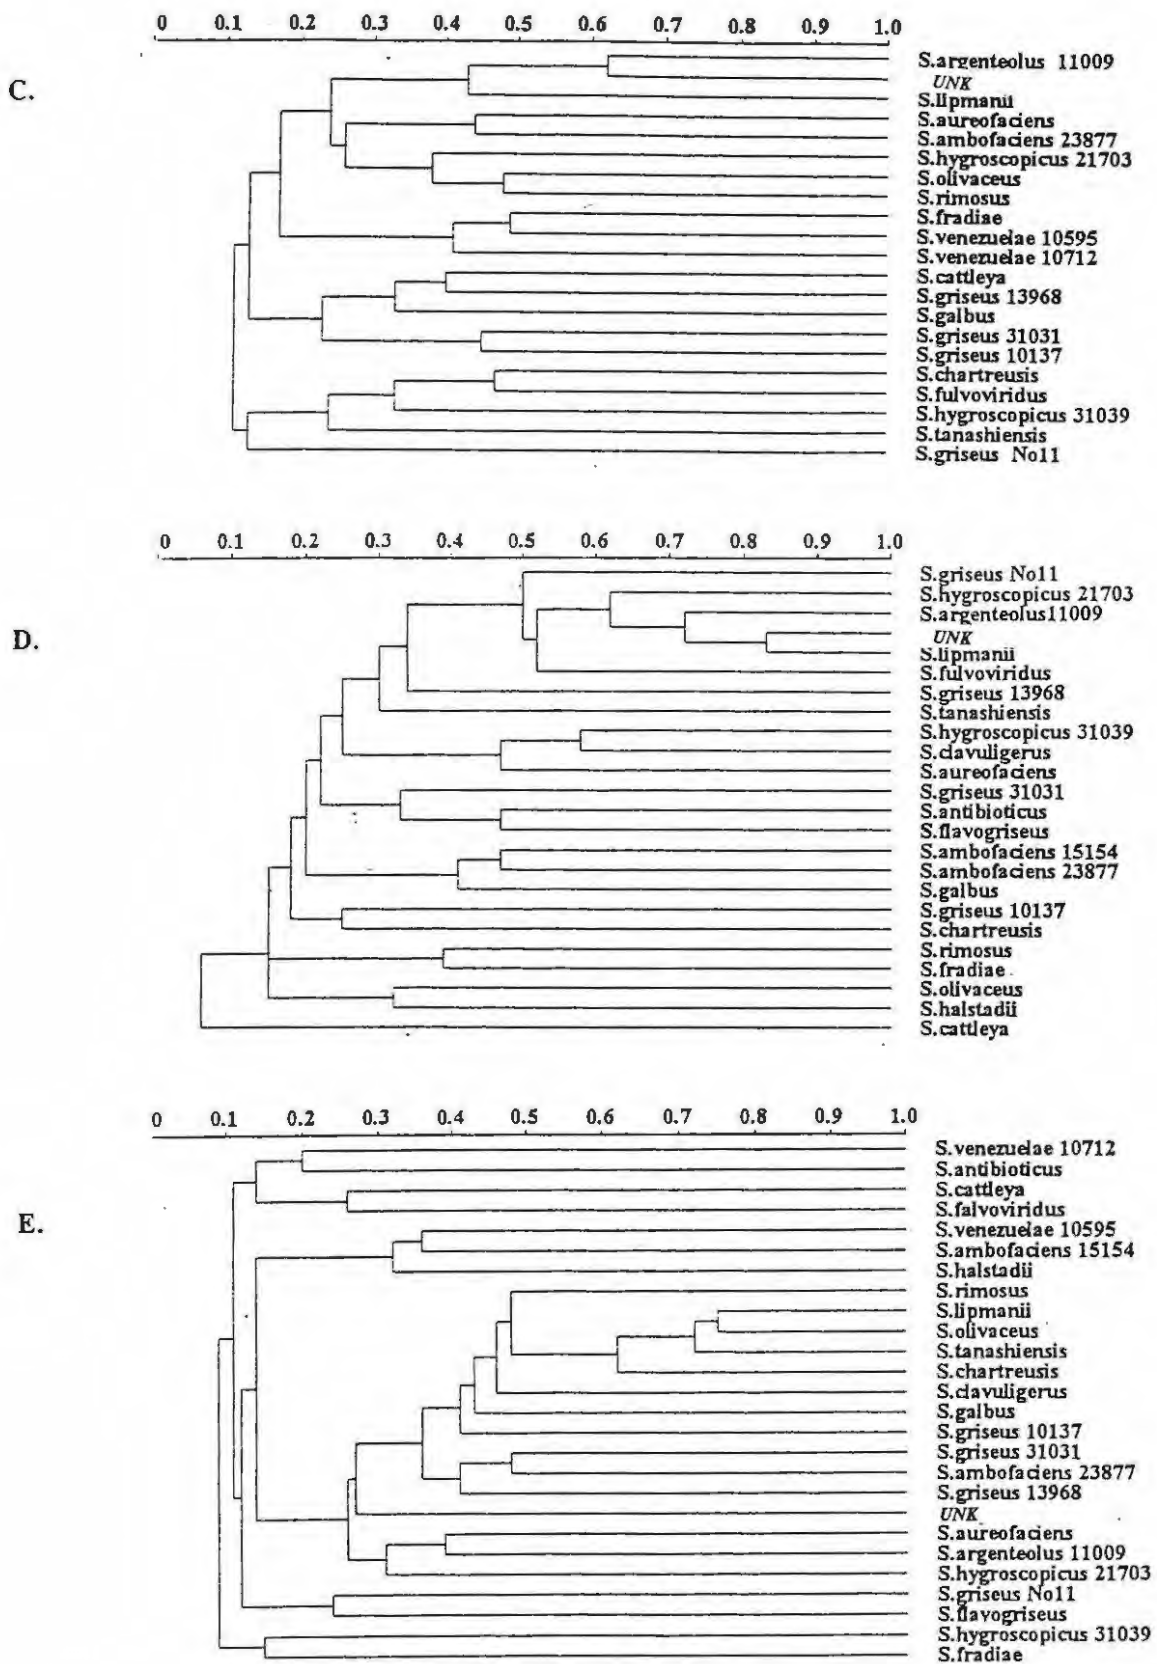 0 0.1 0.2 0.3 0.4 0.5 0.6 0.7 0.8 0.9 1.0
C.
S.argenteolus 11009
UNK
S.lipmanii
S.aureofaciens
S.ambofaciens 23877
S.hygroscopicus 21703
S.olivaceus
S.rimosus
S.fradiae
S.venezuelae 10595
S.venezuelae 10712
S.cattleya
S.griseus 13968
S.galbus
S.griseus 31031
S.griseus 10137
S.chartreusis
S.fulvoviridus
S.hygroscopicus 31039
S.tanashiensis
S.griseus No11
0 0.1 0.2 0.3 0.4 0.5 0.6 0.7 0.8 0.9 1.0
D.
S.griseus No11
S.hygroscopicus 21703
S.argenteolus11009
UNK
S.lipmanii
S.fulvoviridus
S.griseus 13968
S.tanashiensis
S.hygroscopicus 31039
S.clavuligerus
S.aureofaciens
S.griseus 31031
S.antibioticus
S.flavogriseus
S.ambofaciens 15154
S.ambofaciens 23877
S.galbus
S.griseus 10137
S.chartreusis
S.rimosus
S.fradiae
S.olivaceus
S.halstadii
S.cattleya
0 0.1 0.2 0.3 0.4 0.5 0.6 0.7 0.8 0.9 1.0
E.
S.venezuelae 10712
S.antibioticus
S.cattleya
S.falvoviridus
S.venezuelae 10595
S.ambofaciens 15154
S.halstadii
S.rimosus
S.lipmanii
S.olivaceus
S.tanashiensis
S.chartreusis
S.clavuligerus
S.galbus
S.griseus 10137
S.griseus 31031
S.ambofaciens 23877
S.griseus 13968
UNK
S.aureofaciens
S.argenteolus 11009
S.hygroscopicus 21703
S.griseus No11
S.flavogriseus
S.hygroscopicus 31039
S.fradiae